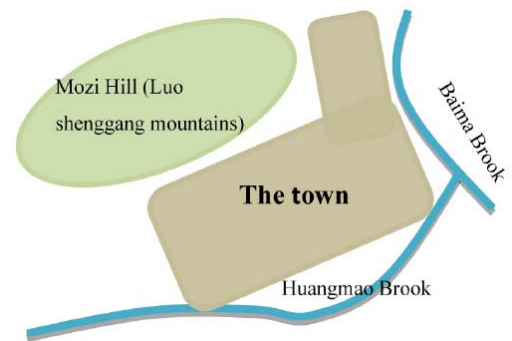 Mozi Hill (Luo
shenggang mountains)
Baima Brook
The town
Huangmao Brook